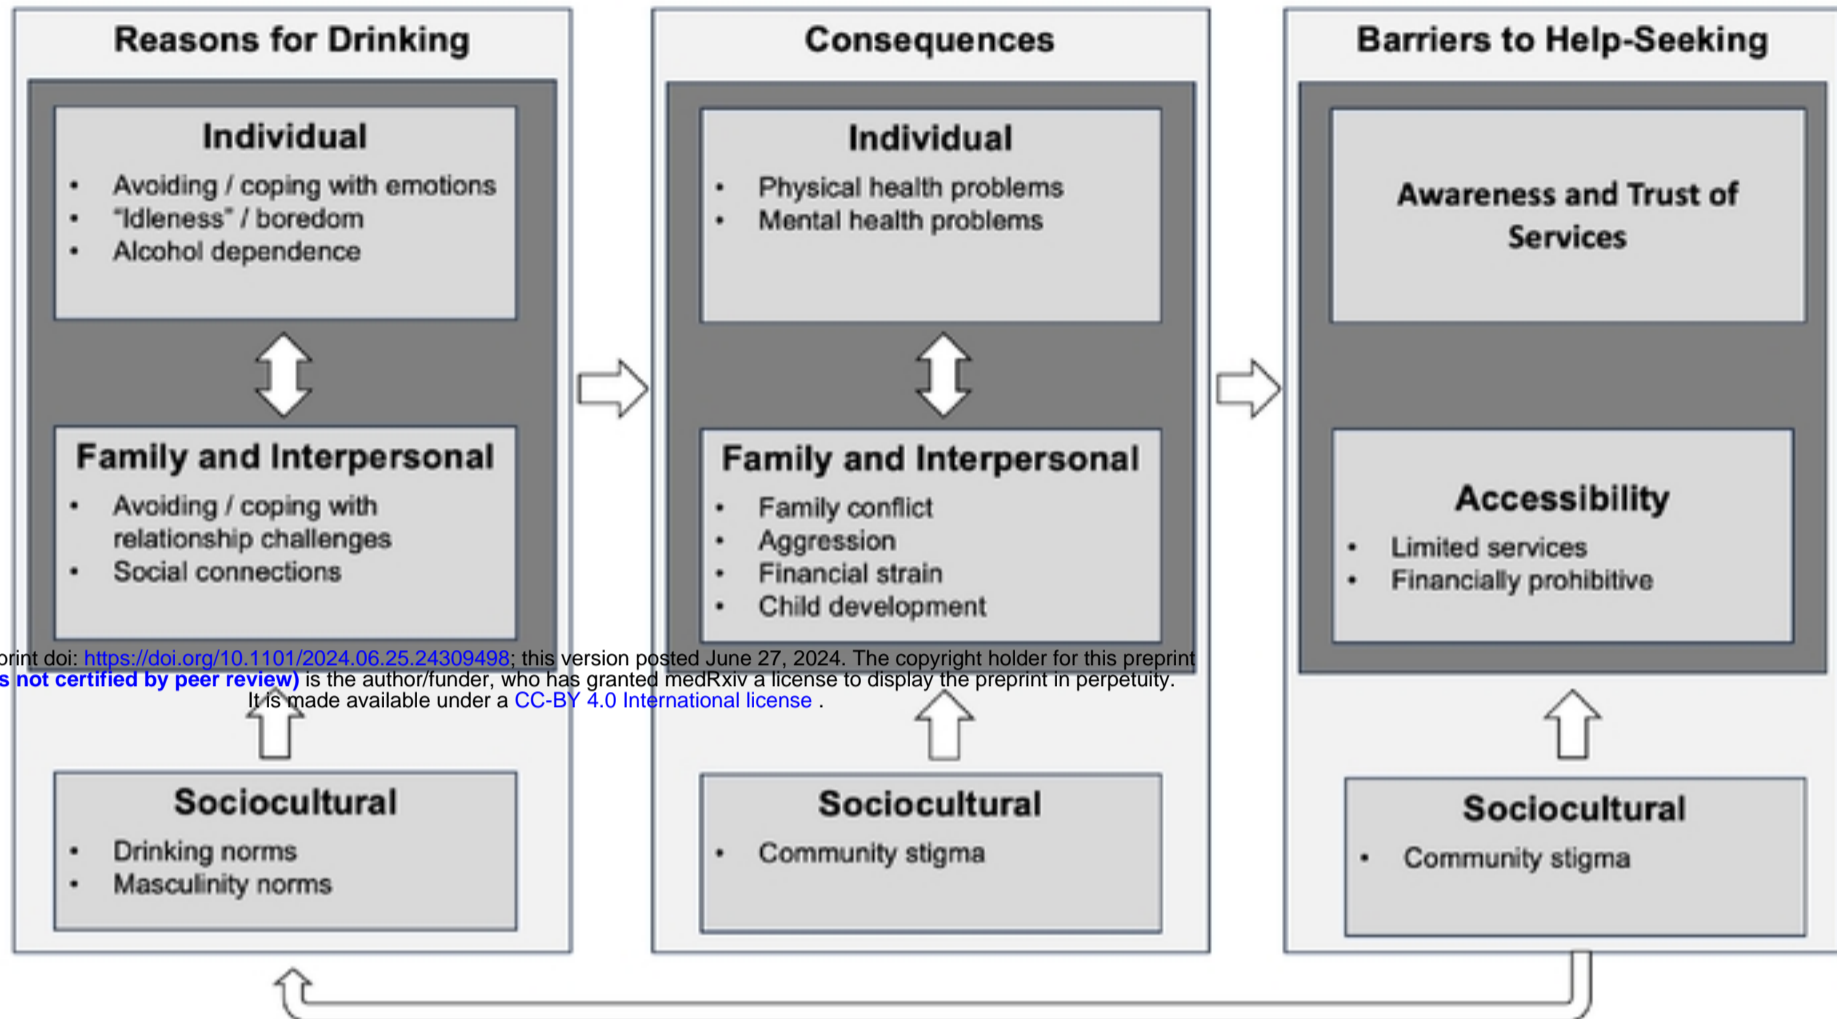 Reasons for Drinking
Individual
• Avoiding / coping with emotions
• “Idleness” / boredom
• Alcohol dependence
Family and Interpersonal
• Avoiding / coping with
relationship challenges
• Social connections
Sociocultural
• Drinking norms
• Masculinity norms
Consequences
Individual
• Physical health problems
• Mental health problems
Family and Interpersonal
• Family conflict
• Aggression
• Financial strain
• Child development
Sociocultural
• Community stigma
Barriers to Help-Seeking
Awareness and Trust of
Services
Accessibility
• Limited services
• Financially prohibitive
Sociocultural
• Community stigma
doi: https://doi.org/10.1101/2024.06.25.24309498; this version posted June 27, 2024. The copyright holder for this preprint
not certified by peer review) is the author/funder, who has granted medRxiv a license to display the preprint in perpetuity.
It is made available under a CC-BY 4.0 International license .